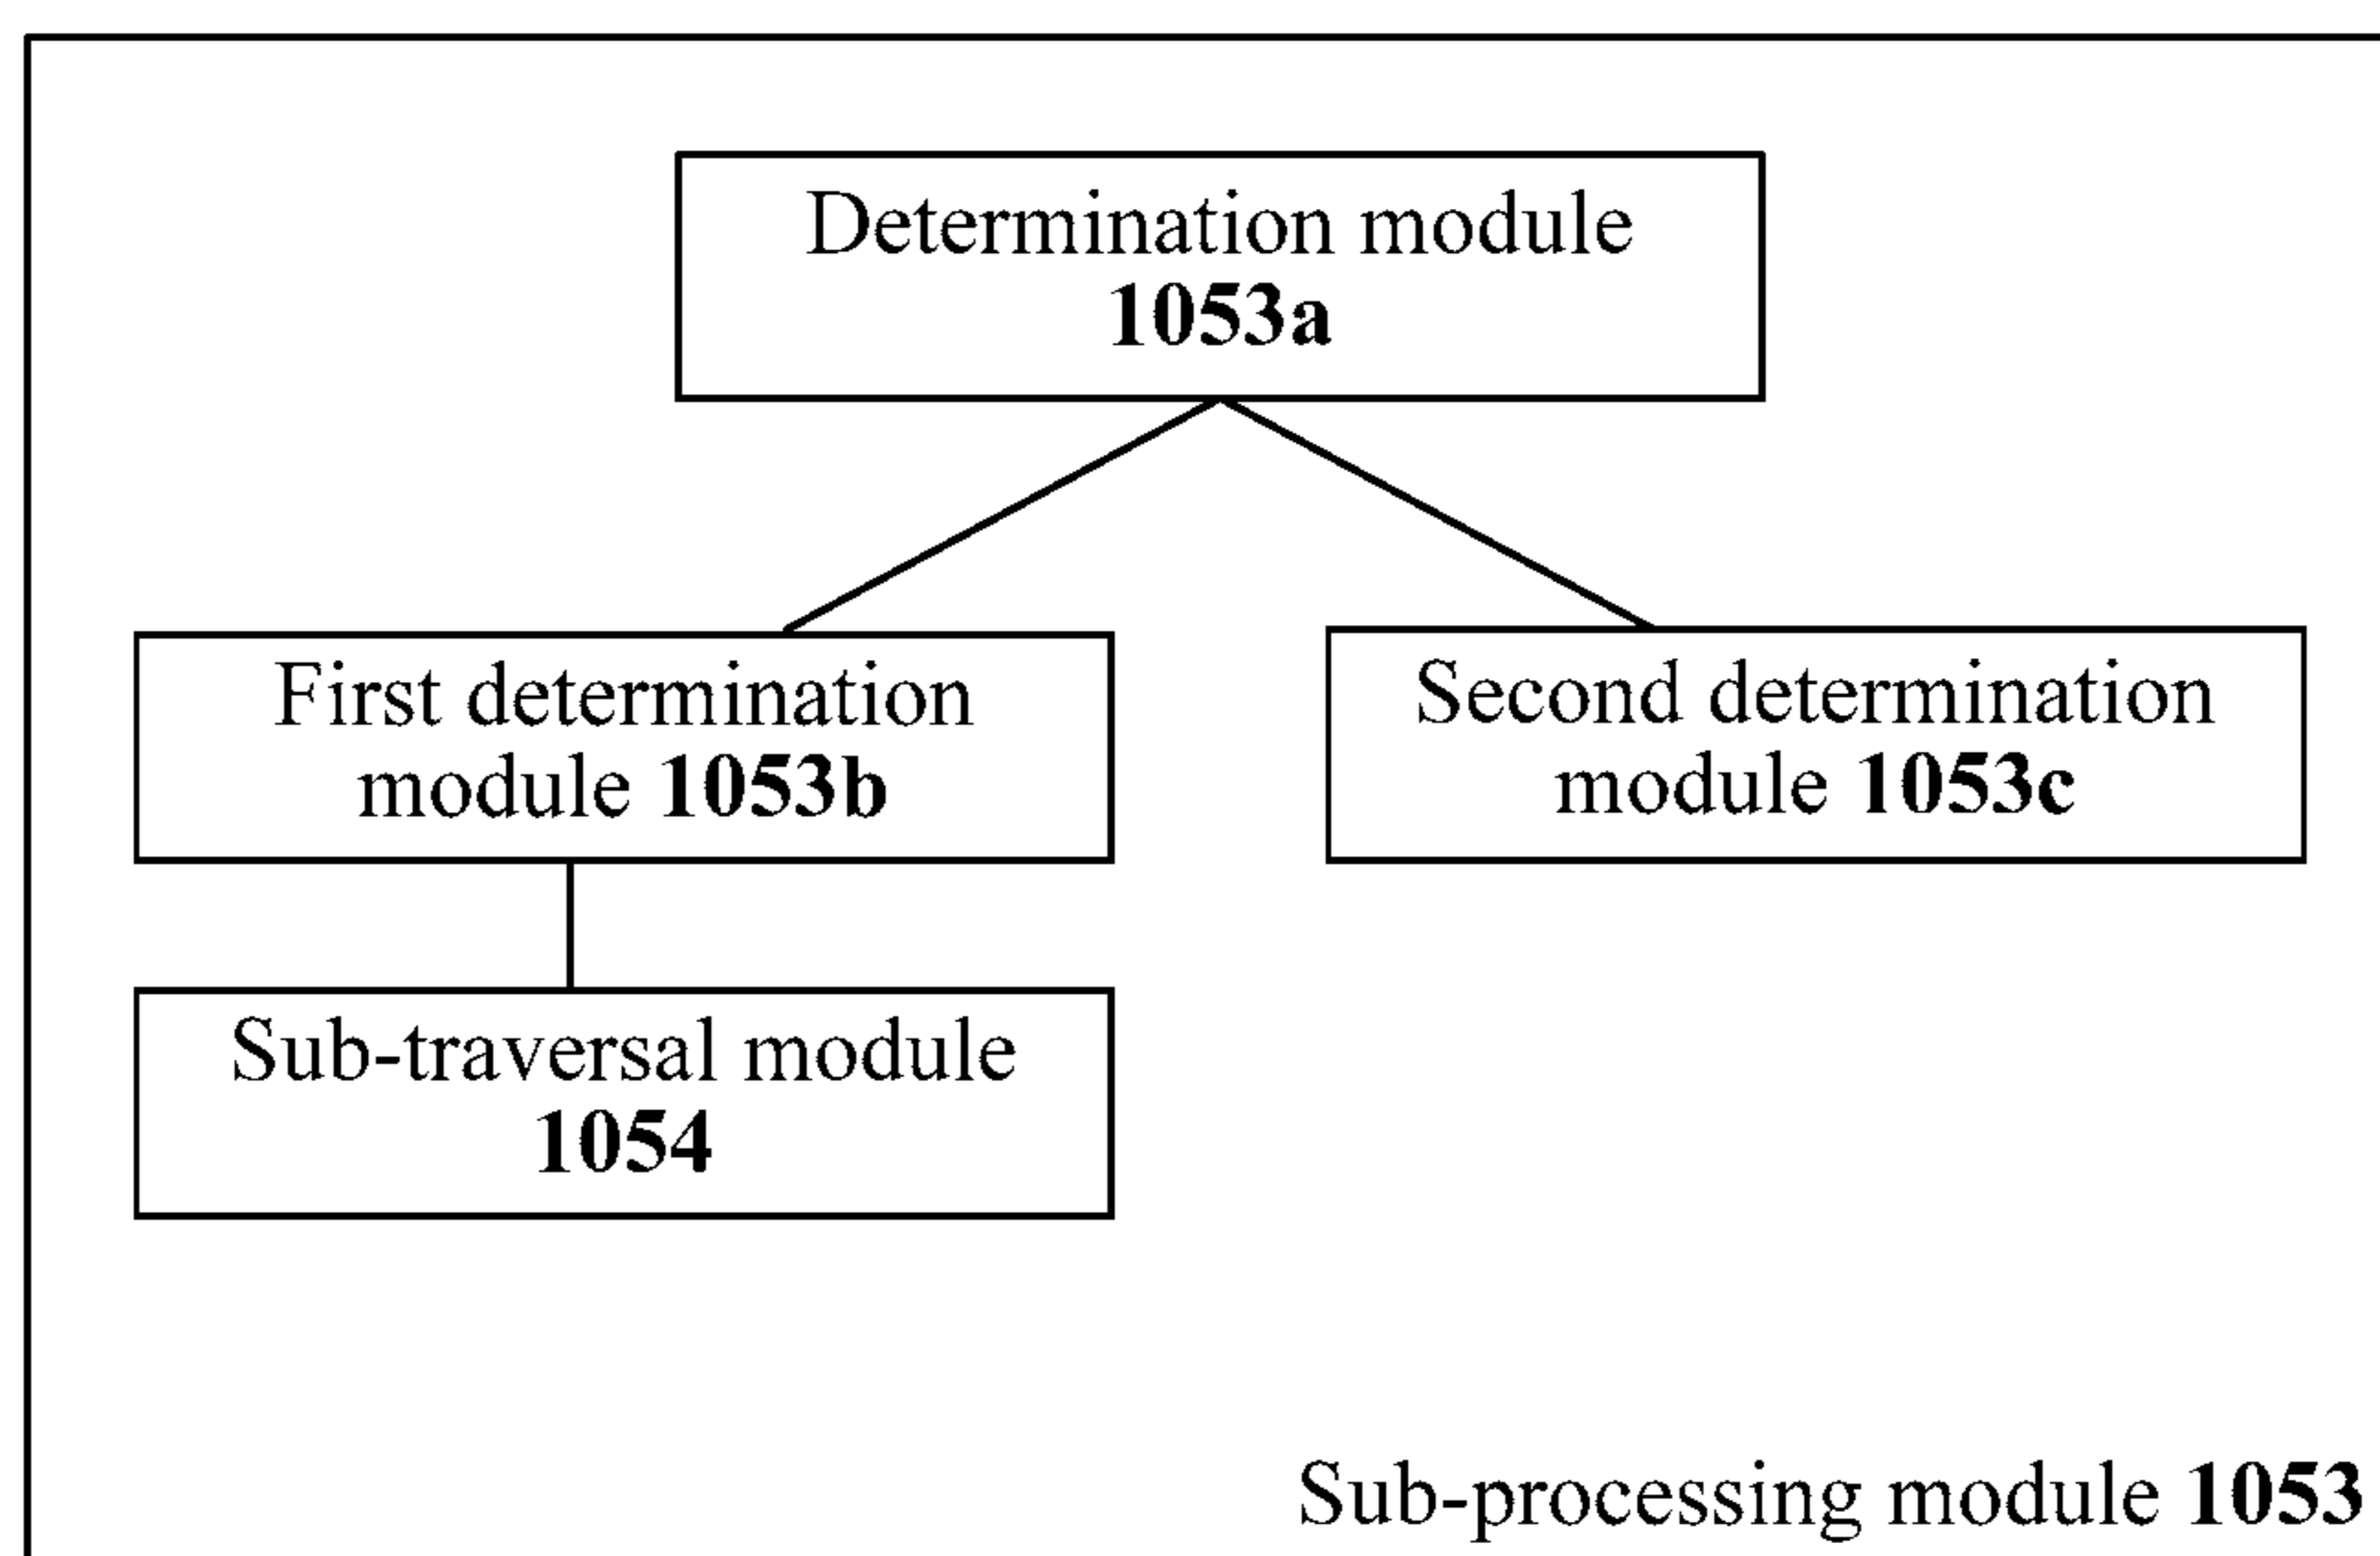 Determination module
1053a
First determination
module 1053b
Second determination
module 1053c
Sub-traversal module
1054
Sub-processing module 1053